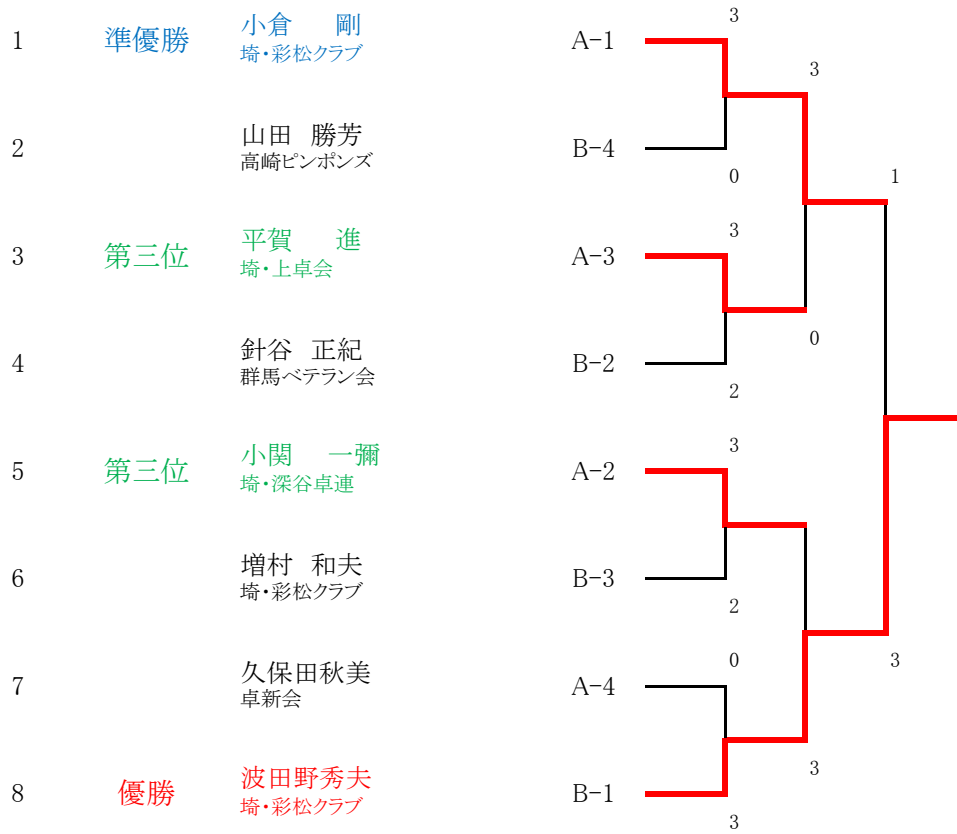 3
1 準優勝 小倉　剛 A-1
埼・彩松クラブ
3
2 山田 勝芳 B-4
高崎ピンポンズ
0
1
3
3 第三位 平賀　進 A-3
埼・上卓会
0
4 針谷 正紀 B-2
群馬ベテラン会
2
3
5 第三位 小関　一彌 A-2
埼・深谷卓連
6 増村 和夫 B-3
埼・彩松クラブ
2
0
3
7 久保田秋美 A-4
卓新会
3
8 優勝 波田野秀夫 B-1
埼・彩松クラブ
3